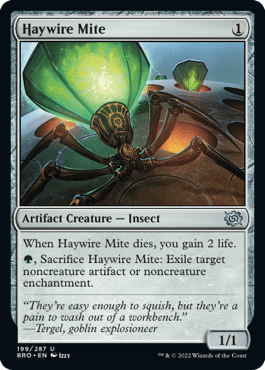 Haywire Mite 1
Artifact Creature — Insect
When Haywire Mite dies, you gain 2 life.
, Sacrifice Haywire Mite: Exile target
noncreature artifact or noncreature
enchantment.
“They’re easy enough to squish, but they’re a
pain to wash out of a workbench.”
—Tergel, goblin explosioneer
1/1
199/287 U
BRO • EN Izzy
™ & © 2022 Wizards of the Coast